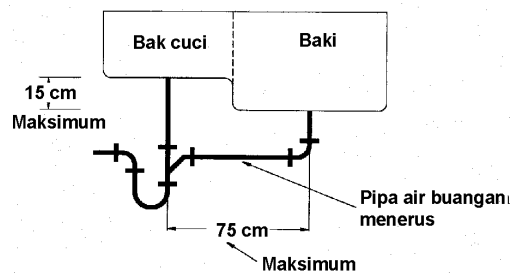 Bak cuci
Baki
15 cm
Maksimum
Pipa air buangan
menerus
75 cm
Maksimum